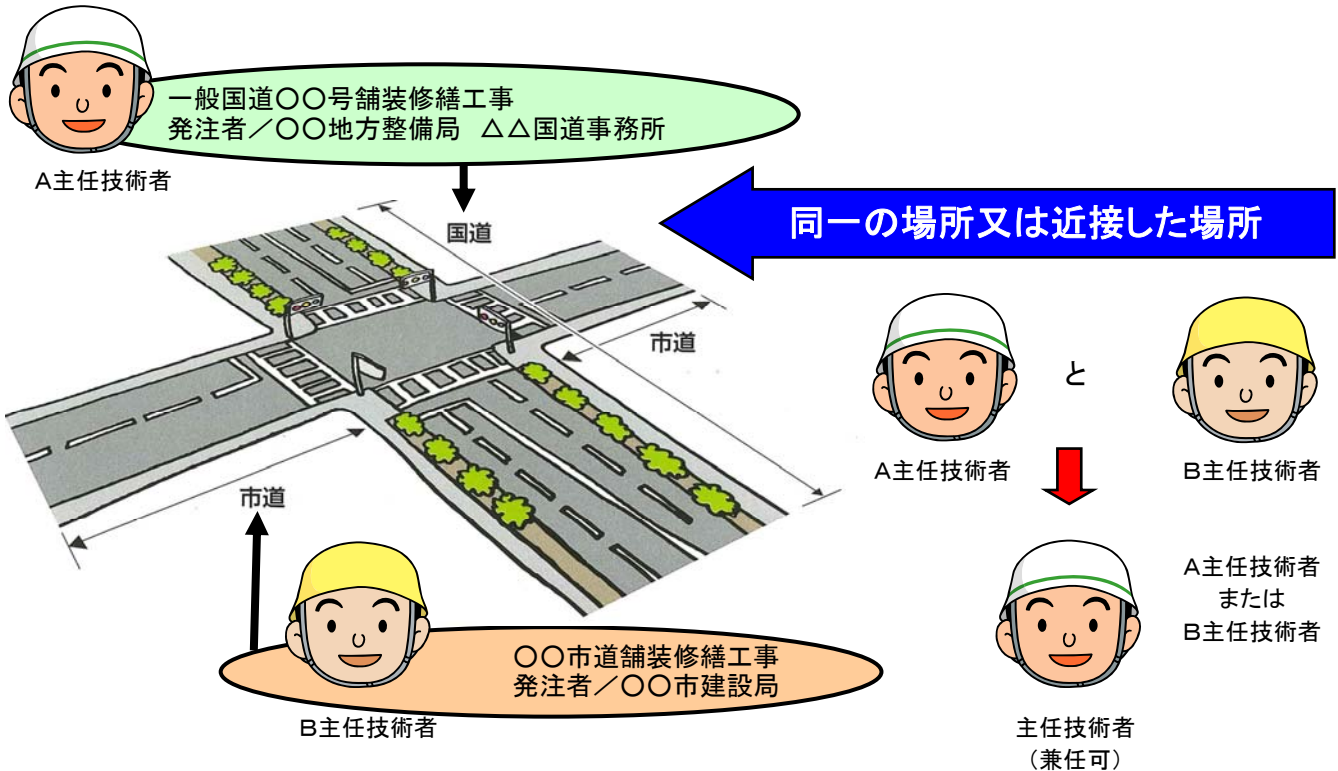 一般国道〇〇号舗装修繕工事
発注者／〇〇地方整備局　△△国道事務所
A主任技術者
同一の場所又は近接した場所
国道
市道
市道
A主任技術者
と
B主任技術者
A主任技術者
または
B主任技術者
主任技術者
（兼任可）
〇〇市道舗装修繕工事
発注者／〇〇市建設局
B主任技術者